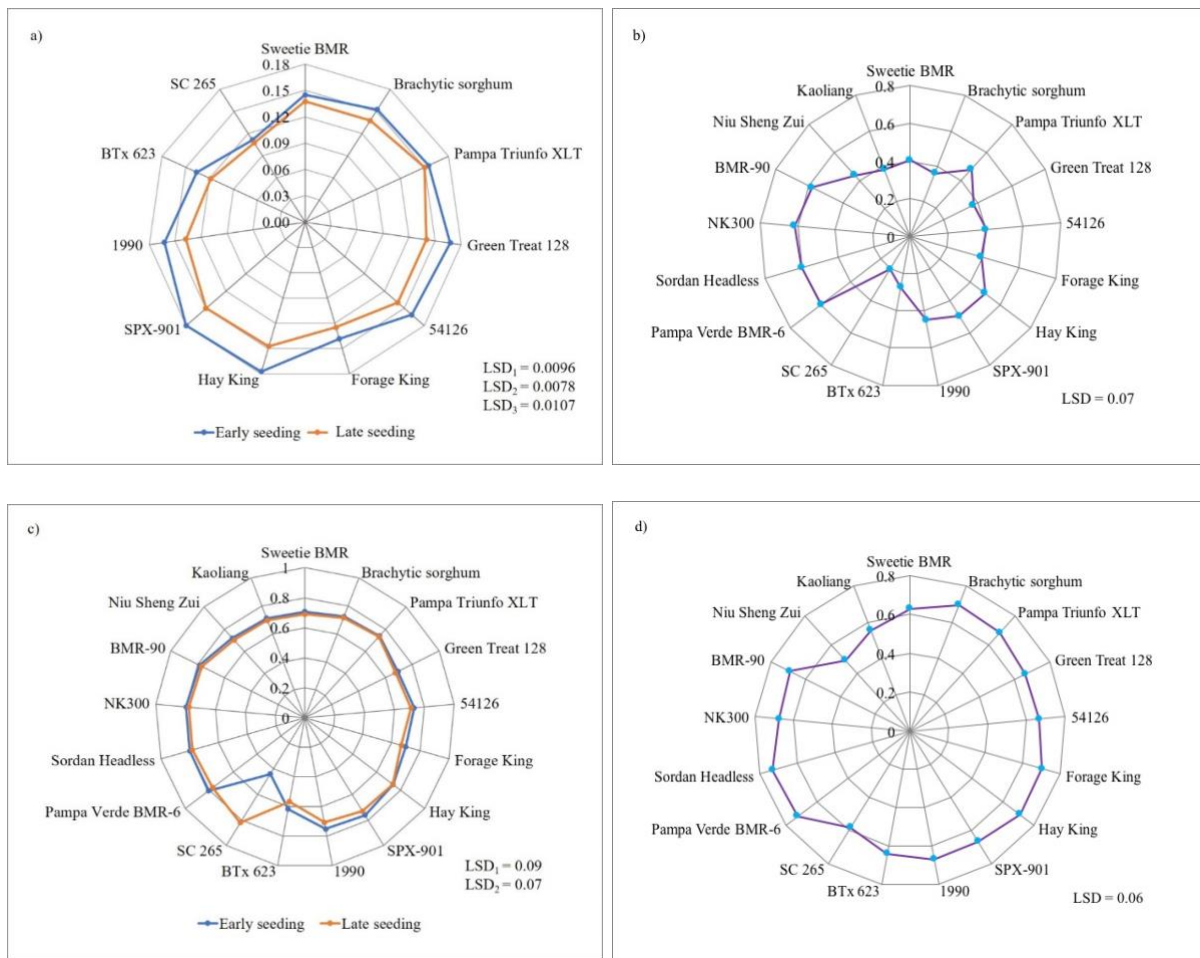 a)
Sweetie BMR
0.18
SC 265
Brachytic sorghum
0.15
0.12
BTx 623
0.09
Pampa Triunfo XLT
0.06
0.03
0.00
1990
Green Treat 128
SPX-901
54126
Hay King
Forage King
LSD1 = 0.0096
LSD2 = 0.0078
LSD3 = 0.0107
Early seeding
Late seeding
b)
Sweetie BMR
0.8
Kaoliang
Brachytic sorghum
Niu Sheng Zui
0.6
Pampa Triunfo XLT
BMR-90
0.4
Green Treat 128
0.2
NK300
0
54126
Sordan Headless
Forage King
Pampa Verde BMR-6
Hay King
SC 265
SPX-901
BTx 623
1990
LSD = 0.07
c)
Sweetie BMR
1
Kaoliang
Brachytic sorghum
0.8
Niu Sheng Zui
Pampa Triunfo XLT
0.6
BMR-90
0.4
Green Treat 128
0.2
NK300
0
54126
Sordan Headless
Forage King
Pampa Verde BMR-6
Hay King
SC 265
SPX-901
BTx 623
1990
LSD1 = 0.09
LSD2 = 0.07
Early seeding
Late seeding
d)
Sweetie BMR
0.8
Kaoliang
Brachytic sorghum
Niu Sheng Zui
0.6
Pampa Triunfo XLT
BMR-90
0.4
Green Treat 128
0.2
NK300
0
54126
Sordan Headless
Forage King
Pampa Verde BMR-6
Hay King
SC 265
SPX-901
BTx 623
1990
LSD = 0.06